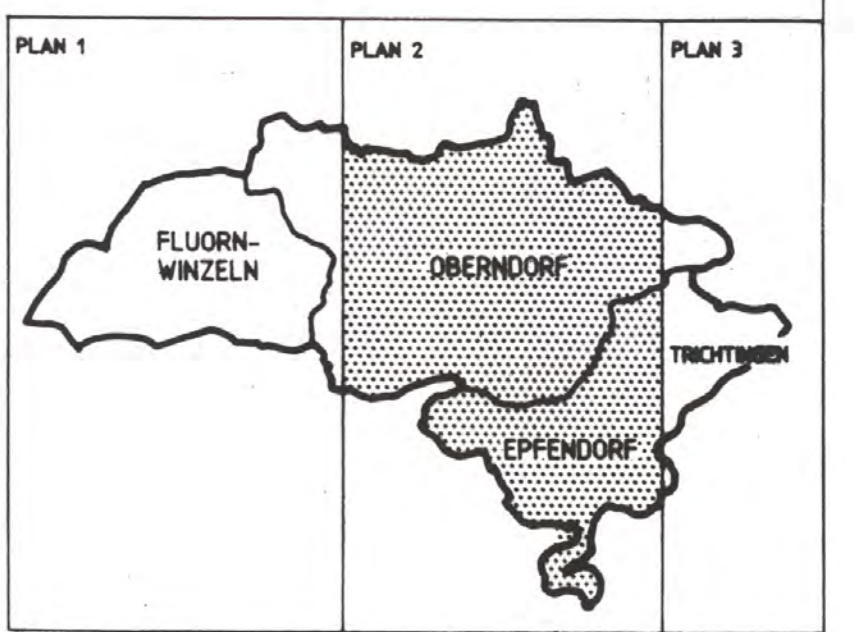 PLAN 1
PLAN 2
PLAN 3
FLUORN-
WINZELN
OBERNDORF
TRICHTINGEN
EPFENDORF